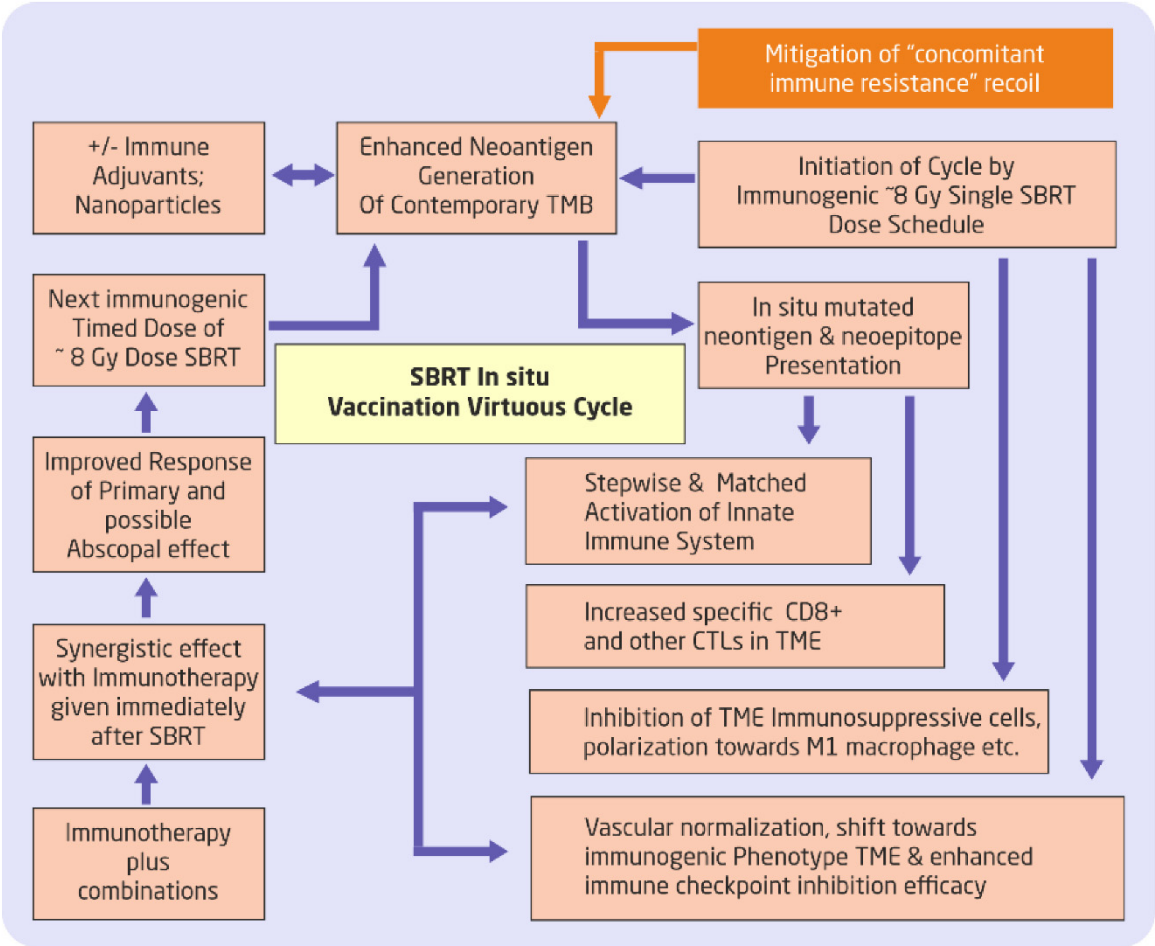 Mitigation of “concomitant
immune resistance” recoil
+/- Immune
Adjuvants;
Nanoparticles
Enhanced Neoantigen
Generation
Of Contemporary TMB
Initiation of Cycle by
Immunogenic ~8 Gy Single SBRT
Dose Schedule
Next immunogenic
Timed Dose of
~ 8 Gy Dose SBRT
In situ mutated
neontigen & neoepitope
Presentation
SBRT In situ
Vaccination Virtuous Cycle
Improved Response
of Primary and
possible
Abscopal effect
Stepwise & Matched
Activation of Innate
Immune System
Increased specific CD8+
and other CTLs in TME
Synergistic effect
with Immunotherapy
given immediately
after SBRT
Inhibition of TME Immunosuppressive cells,
polarization towards M1 macrophage etc.
Immunotherapy
plus
combinations
Vascular normalization, shift towards
immunogenic Phenotype TME & enhanced
immune checkpoint inhibition efficacy